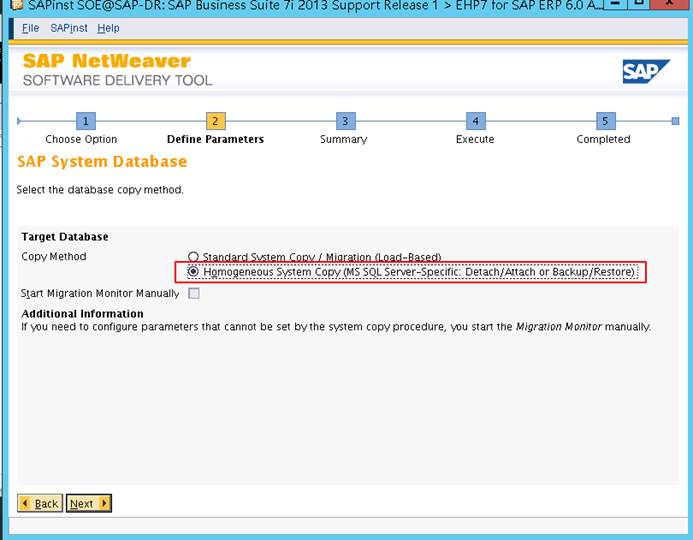 SAPinst SOE@SAP-DR: SAP Business Suite 7i 2013 Support Release 1 > EHP7 for SAP ERP 6.0 A...
File SAPinst Help
SAP NetWeaver
SOFTWARE DELIVERY TOOL
SAP
1 2 3 4 5
Choose Option Define Parameters Summary Execute Completed
SAP System Database
Select the database copy method.
Target Database
Copy Method Standard System Copy / Migration (Load-Based)
Homogeneous System Copy (MS SQL Server-Specific: Detach/Attach or Backup/Restore)
Start Migration Monitor Manually
Additional Information
If you need to configure parameters that cannot be set by the system copy procedure, you start the Migration Monitor manually.
Back Next